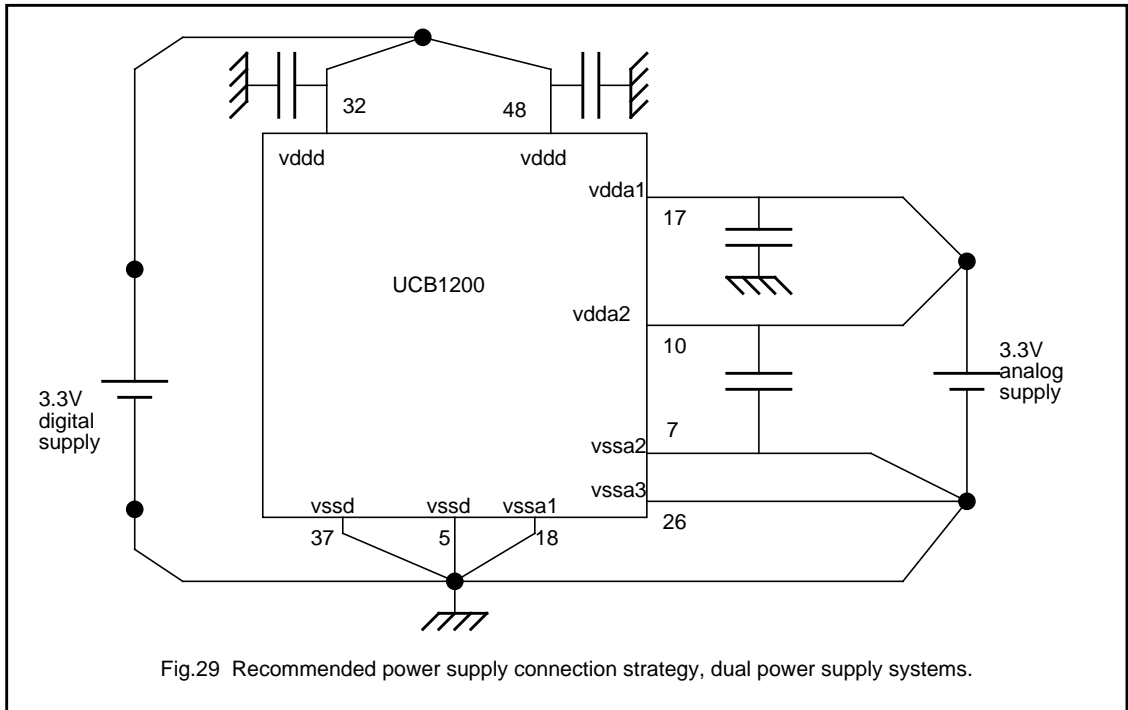 32
48
vddd
vddd
vdda1
17
UCB1200
vdda2
10
3.3V
analog
supply
3.3V
digital
supply
7
vssa2
vssa3
26
vssd
vssd
vssa1
37
5
18
Fig.29 Recommended power supply connection strategy, dual power supply systems.